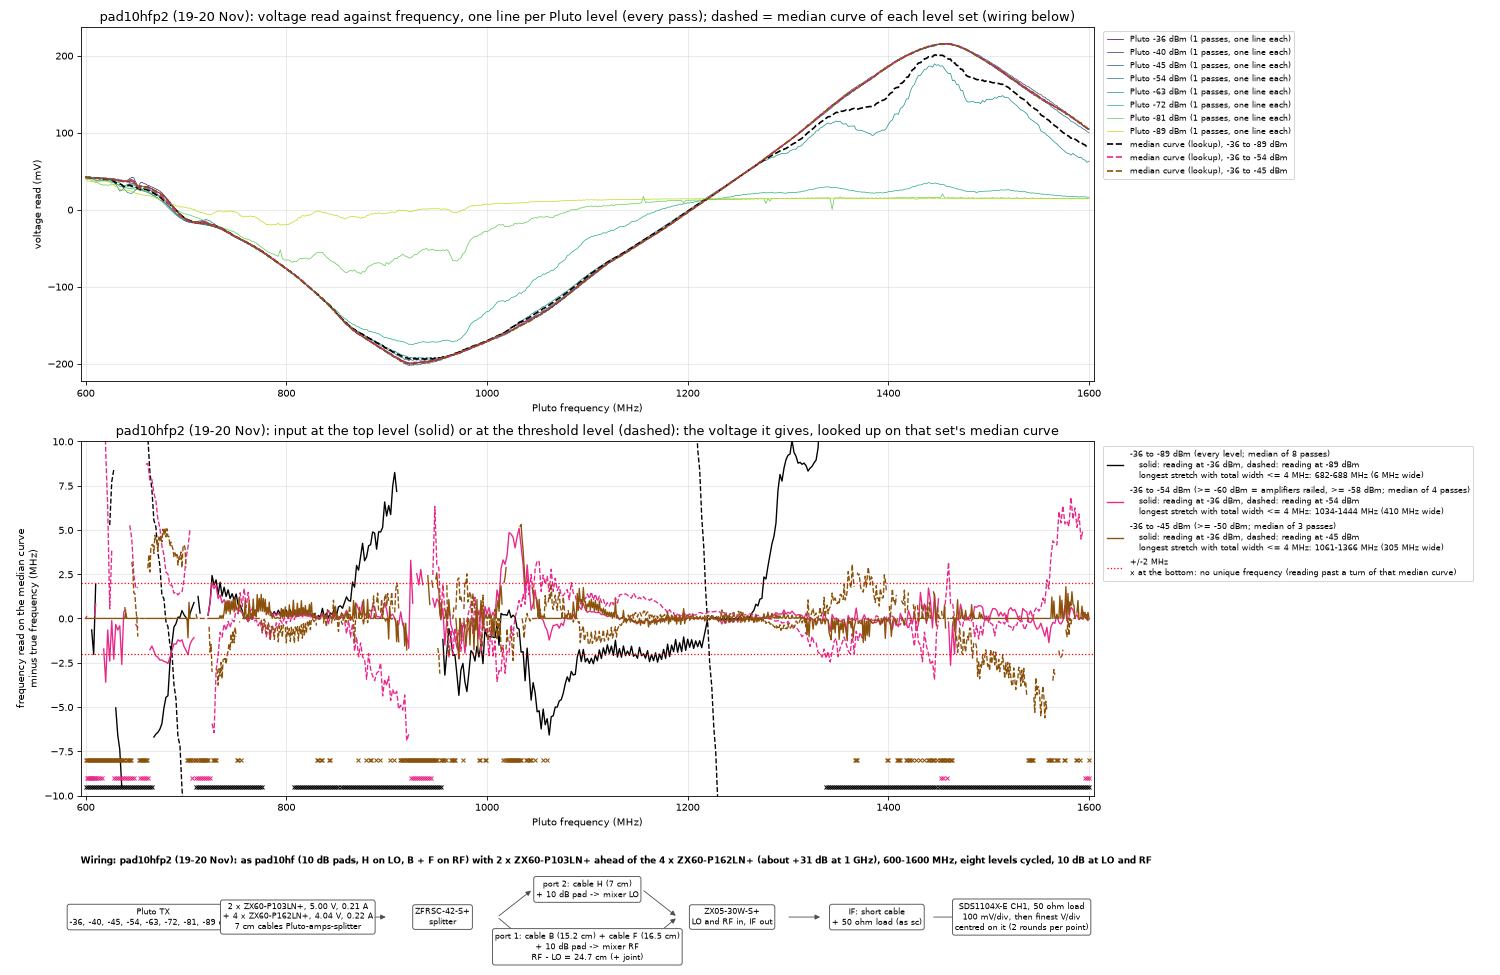 pad10hfp2 (19-20 Nov): voltage read against frequency, one line per Pluto level (every pass); dashed = median curve of each level set (wiring below)
voltage read (mV)
200
100
0
−100
−200
600
800
1000
1200
1400
1600
Pluto frequency (MHz)
Pluto -36 dBm (1 passes, one line each)
Pluto -40 dBm (1 passes, one line each)
Pluto -45 dBm (1 passes, one line each)
Pluto -54 dBm (1 passes, one line each)
Pluto -63 dBm (1 passes, one line each)
Pluto -72 dBm (1 passes, one line each)
Pluto -81 dBm (1 passes, one line each)
Pluto -89 dBm (1 passes, one line each)
median curve (lookup), -36 to -89 dBm
median curve (lookup), -36 to -54 dBm
median curve (lookup), -36 to -45 dBm
pad10hfp2 (19-20 Nov): input at the top level (solid) or at the threshold level (dashed): the voltage it gives, looked up on that set's median curve
frequency read on the median curve
minus true frequency (MHz)
10.0
7.5
5.0
2.5
0.0
−2.5
−5.0
−7.5
−10.0
600
800
1000
1200
1400
1600
Pluto frequency (MHz)
-36 to -89 dBm (every level; median of 8 passes)
solid: reading at -36 dBm, dashed: reading at -89 dBm
longest stretch with total width <= 4 MHz: 682-688 MHz (6 MHz wide)
-36 to -54 dBm (>= -60 dBm = amplifiers railed, >= -58 dBm; median of 4 passes)
solid: reading at -36 dBm, dashed: reading at -54 dBm
longest stretch with total width <= 4 MHz: 1034-1444 MHz (410 MHz wide)
-36 to -45 dBm (>= -50 dBm; median of 3 passes)
solid: reading at -36 dBm, dashed: reading at -45 dBm
longest stretch with total width <= 4 MHz: 1061-1366 MHz (305 MHz wide)
+/-2 MHz
x at the bottom: no unique frequency (reading past a turn of that median curve)
Wiring: pad10hfp2 (19-20 Nov): as pad10hf (10 dB pads, H on LO, B + F on RF) with 2 x ZX60-P103LN+ ahead of the 4 x ZX60-P162LN+ (about +31 dB at 1 GHz), 600-1600 MHz, eight levels cycled, 10 dB at LO and RF
Pluto TX
-36, -40, -45, -54, -63, -72, -81, -89
2 x ZX60-P103LN+, 5.00 V, 0.21 A
+ 4 x ZX60-P162LN+, 4.04 V, 0.22 A
7 cm cables Pluto-amps-splitter
ZFRSC-42-S+
splitter
port 2: cable H (7 cm)
+ 10 dB pad -> mixer LO
port 1: cable B (15.2 cm) + cable F (16.5 cm)
+ 10 dB pad -> mixer RF
RF - LO = 24.7 cm (+ joint)
ZX05-30W-S+
LO and RF in, IF out
IF: short cable
+ 50 ohm load (as sc)
SDS1104X-E CH1, 50 ohm load
100 mV/div, then finest V/div
centred on it (2 rounds per point)